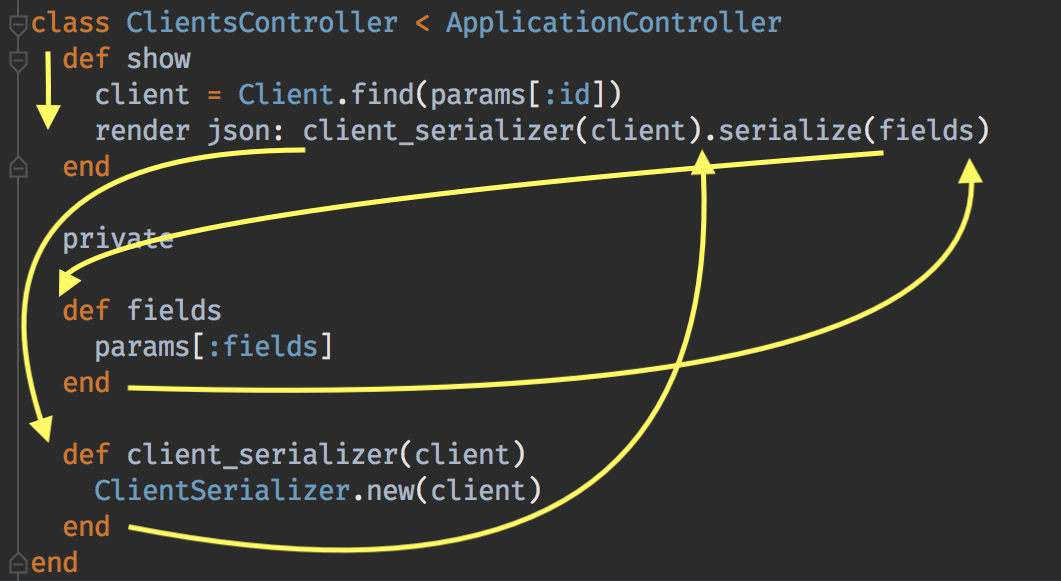 class ClientsController < ApplicationController
  def show
    client = Client.find(params[:id])
    render json: client_serializer(client).serialize(fields)
  end

  private

  def fields
    params[:fields]
  end

  def client_serializer(client)
    ClientSerializer.new(client)
  end
end